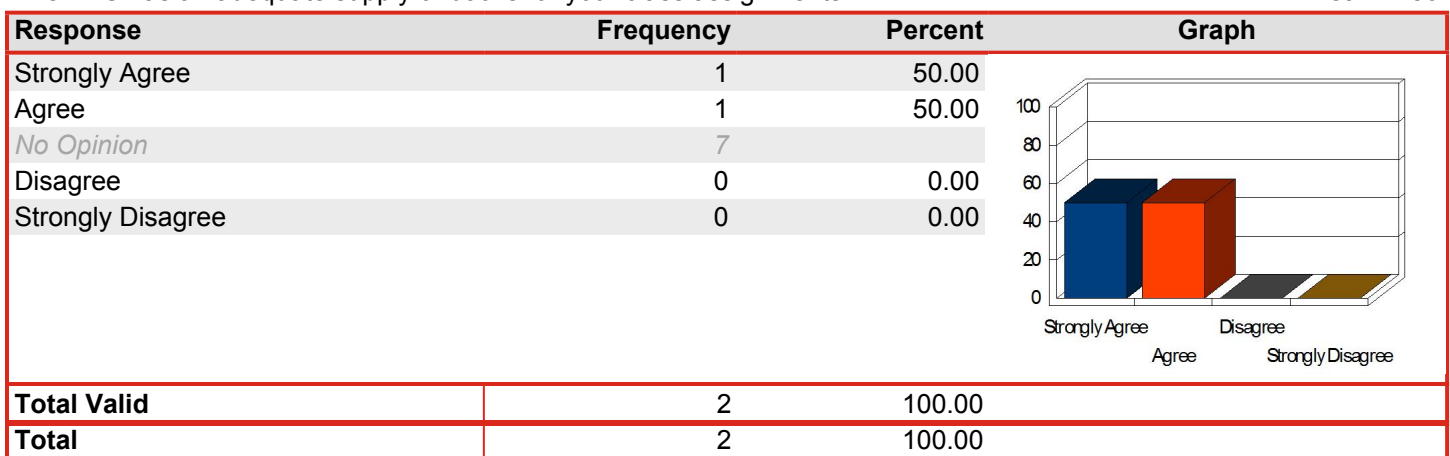 Response Frequency Percent Graph
Strongly Agree 1 50.00
Agree 1 50.00
No Opinion 7
Disagree 0 0.00
Strongly Disagree 0 0.00
100
80
60
40
20
0
Strongly Agree Disagree
Agree Strongly Disagree
Total Valid 2 100.00
Total 2 100.00